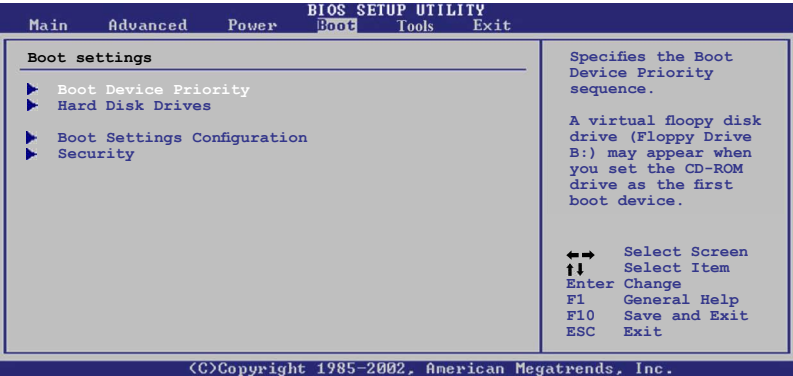 BIOS SETUP UTILITY
Main Advanced Power Boot Tools Exit
Boot settings
Boot Device Priority
Hard Disk Drives
Boot Settings Configuration
Security
Specifies the Boot
Device Priority
sequence.
A virtual floopy disk
drive (Floppy Drive
B:) may appear when
you set the CD-ROM
drive as the first
boot device.
Select Screen
Select Item
Enter Change
F1 General Help
F10 Save and Exit
ESC Exit
(C)Copyright 1985-2002, American Megatrends, Inc.